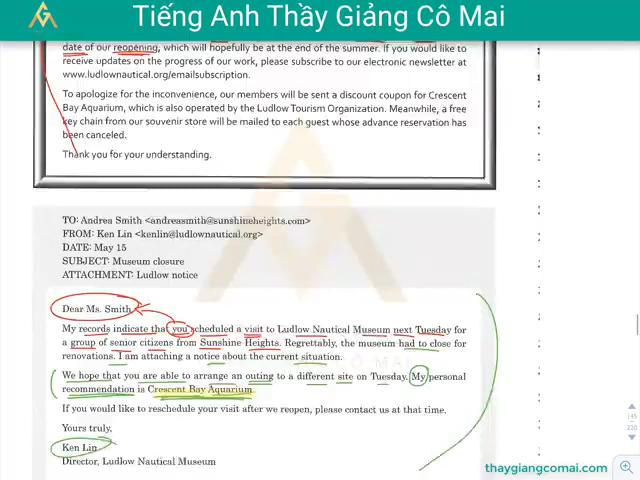 Tiếng Anh Thầy Giảng Cô Mai
date of our reopening, which will hopefully be at the end of the summer. If you would like to
receive updates on the progress of our work, please subscribe to our electronic newsletter at
www.ludlownautical.org/emailsubscription.
To apologize for the inconvenience, our members will be sent a discount coupon for Crescent
Bay Aquarium, which is also operated by the Ludlow Tourism Organization. Meanwhile, a free
key chain from our souvenir store will be mailed to each guest whose advance reservation has
been canceled.
Thank you for your understanding.
TO: Andrea Smith <andreasmith@sunshineheights.com>
FROM: Ken Lin <kenlin@ludlownautical.org>
DATE: May 15
SUBJECT: Museum closure
ATTACHMENT: Ludlow notice
Dear Ms. Smith,
My records indicate that you scheduled a visit to Ludlow Nautical Museum next Tuesday for
a group of senior citizens from Sunshine Heights. Regrettably, the museum had to close for
renovations. I am attaching a notice about the current situation.
We hope that you are able to arrange an outing to a different site on Tuesday. My personal
recommendation is Crescent Bay Aquarium.
If you would like to reschedule your visit after we reopen, please contact us at that time.
Yours truly,
Ken Lin
Director, Ludlow Nautical Museum
145
220
thaygiangcomai.com